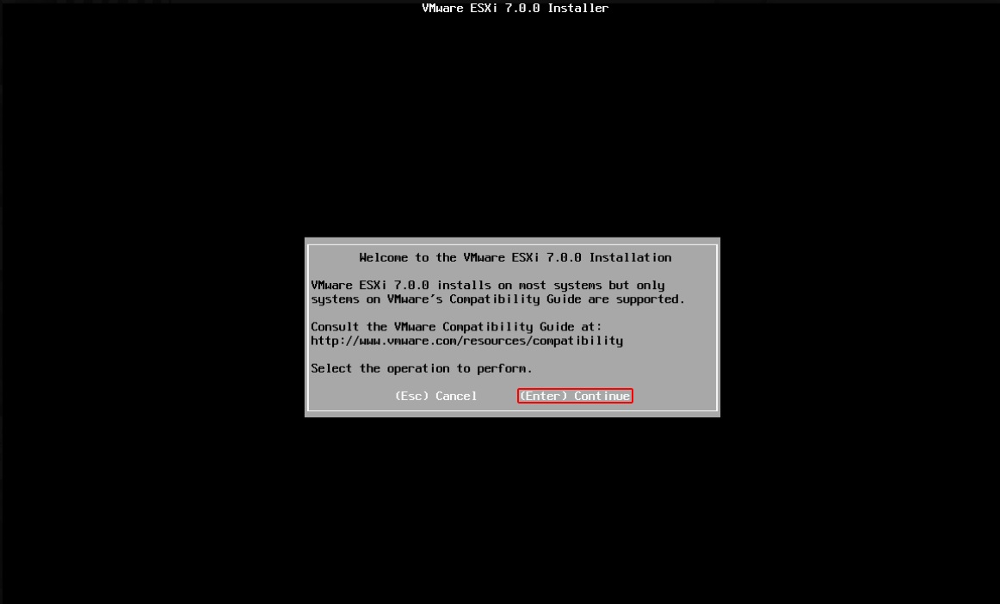 VMware ESXi 7.0.0 Installer
Welcome to the VMware ESXi 7.0.0 Installation
VMware ESXi 7.0.0 installs on most systems but only
systems on VMware's Compatibility Guide are supported.
Consult the VMware Compatibility Guide at:
http://www.vmware.com/resources/compatibility
Select the operation to perform.
(Esc) Cancel (Enter) Continue